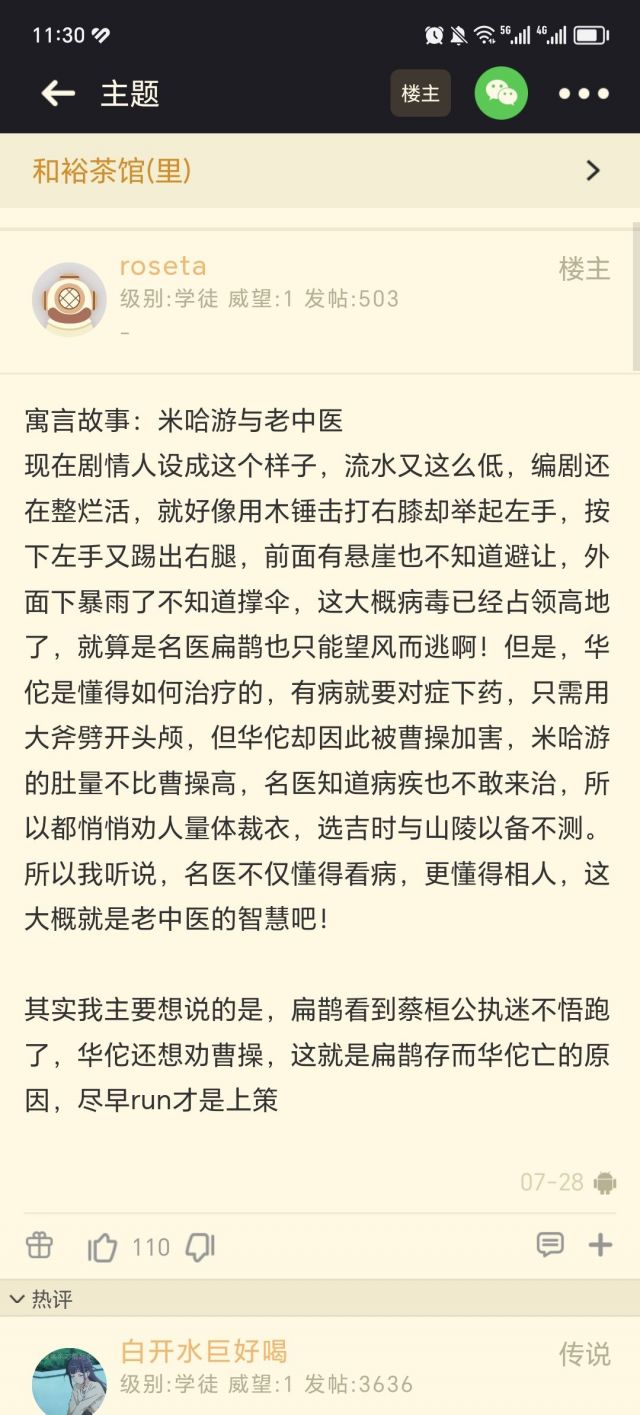 11:30
5G
4G
主题
楼主
和裕茶馆(里)
roseta
楼主
级别:学徒 威望:1 发帖:503
-
寓言故事：米哈游与老中医
现在剧情人设成这个样子，流水又这么低，编剧还
在整烂活，就好像用木锤击打右膝却举起左手，按
下左手又踢出右腿，前面有悬崖也不知道避让，外
面下暴雨了不知道撑伞，这大概病毒已经占领高地
了，就算是名医扁鹊也只能望风而逃啊！但是，华
佗是懂得如何治疗的，有病就要对症下药，只需用
大斧劈开头颅，但华佗却因此被曹操加害，米哈游
的肚量不比曹操高，名医知道病疾也不敢来治，所
以都悄悄劝人量体裁衣，选吉时与山陵以备不测。
所以我听说，名医不仅懂得看病，更懂得相人，这
大概就是老中医的智慧吧！
其实我主要想说的是，扁鹊看到蔡桓公执迷不悟跑
了，华佗还想劝曹操，这就是扁鹊存而华佗亡的原
因，尽早run才是上策
07-28
110
热评
白开水巨好喝
传说
级别:学徒 威望:1 发帖:3636